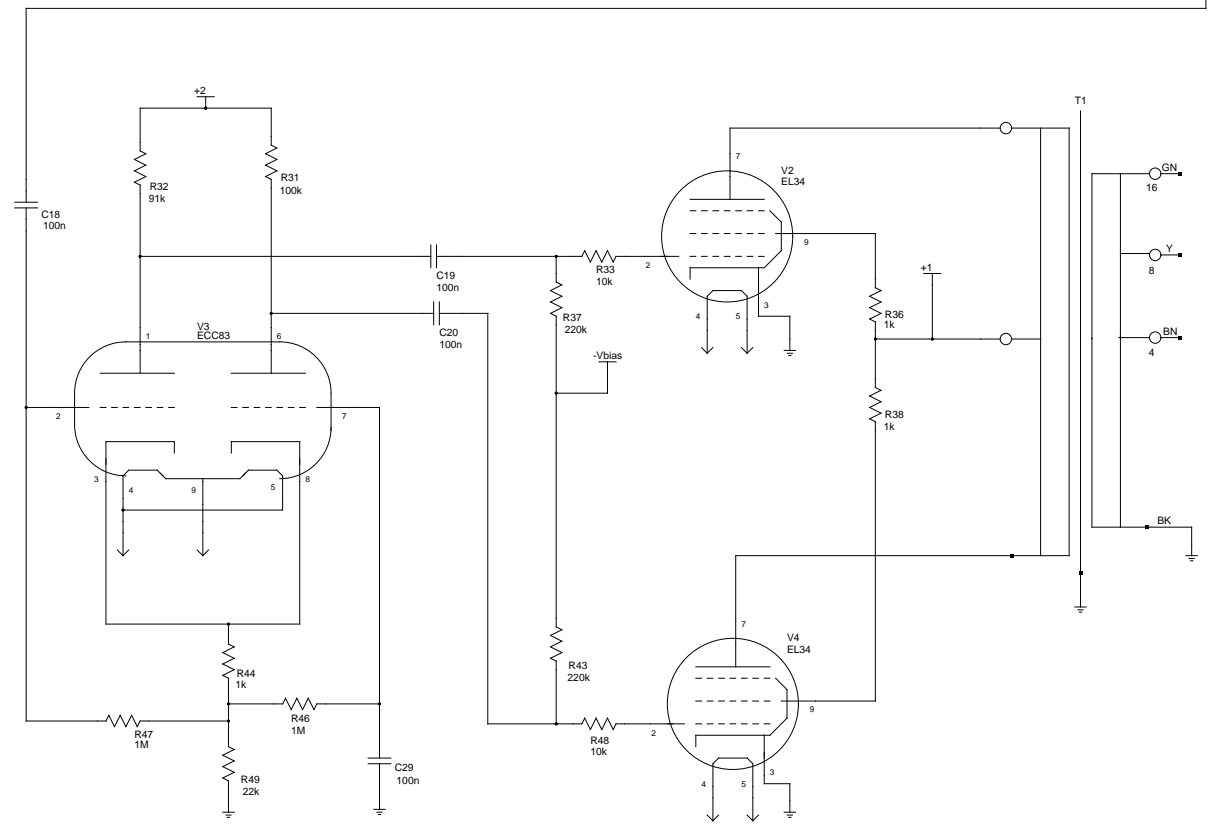 +2
T1
R32
91k
R31
100k
C18
100n
7
V2
EL34
GN
16
Y
8
BN
4
BK
2
9
3
4
5
C19
100n
R33
10k
R37
220k
C20
100n
+1
R36
1k
R38
1k
-Vbias
V3
ECC83
1
6
2
7
3
4
9
5
8
R44
1k
R46
1M
R47
1M
R49
22k
C29
100n
R43
220k
R48
10k
7
V4
EL34
2
9
3
4
5